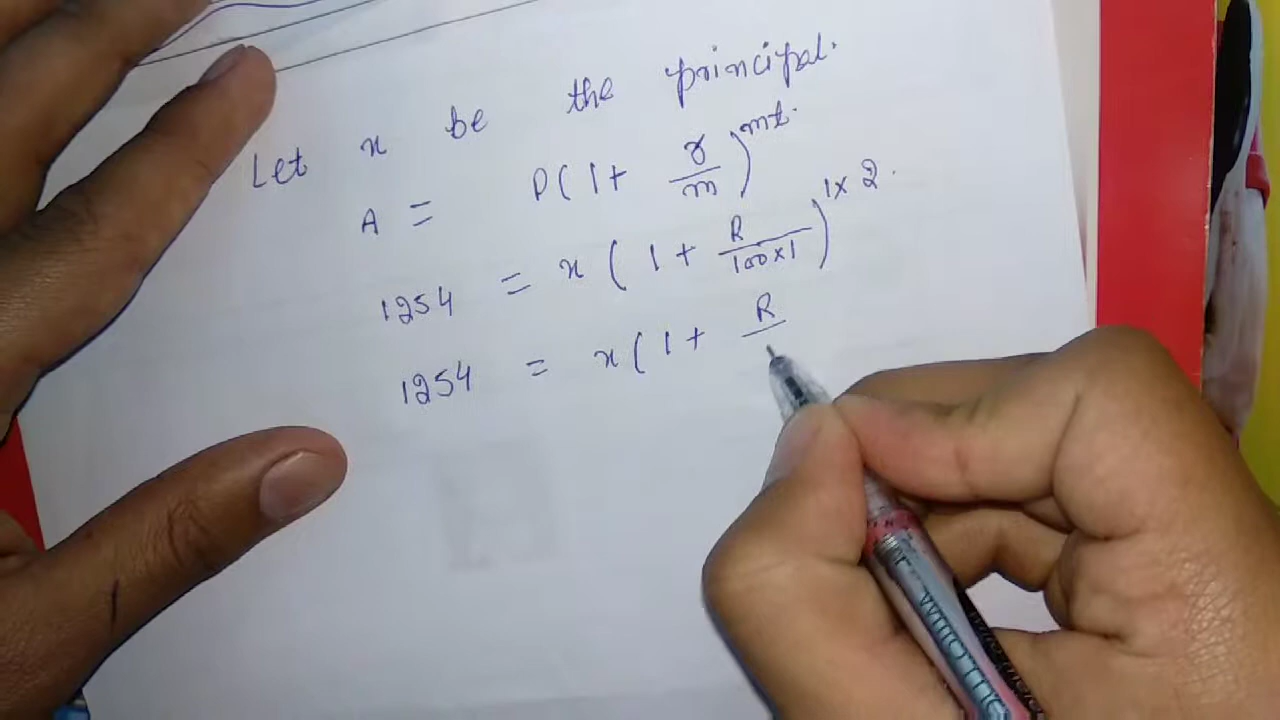 Let x be the principal.
A = P(1 + r/m)^mt.
1254 = x(1 + R/100×1)^1×2.
1254 = x(1 + R/